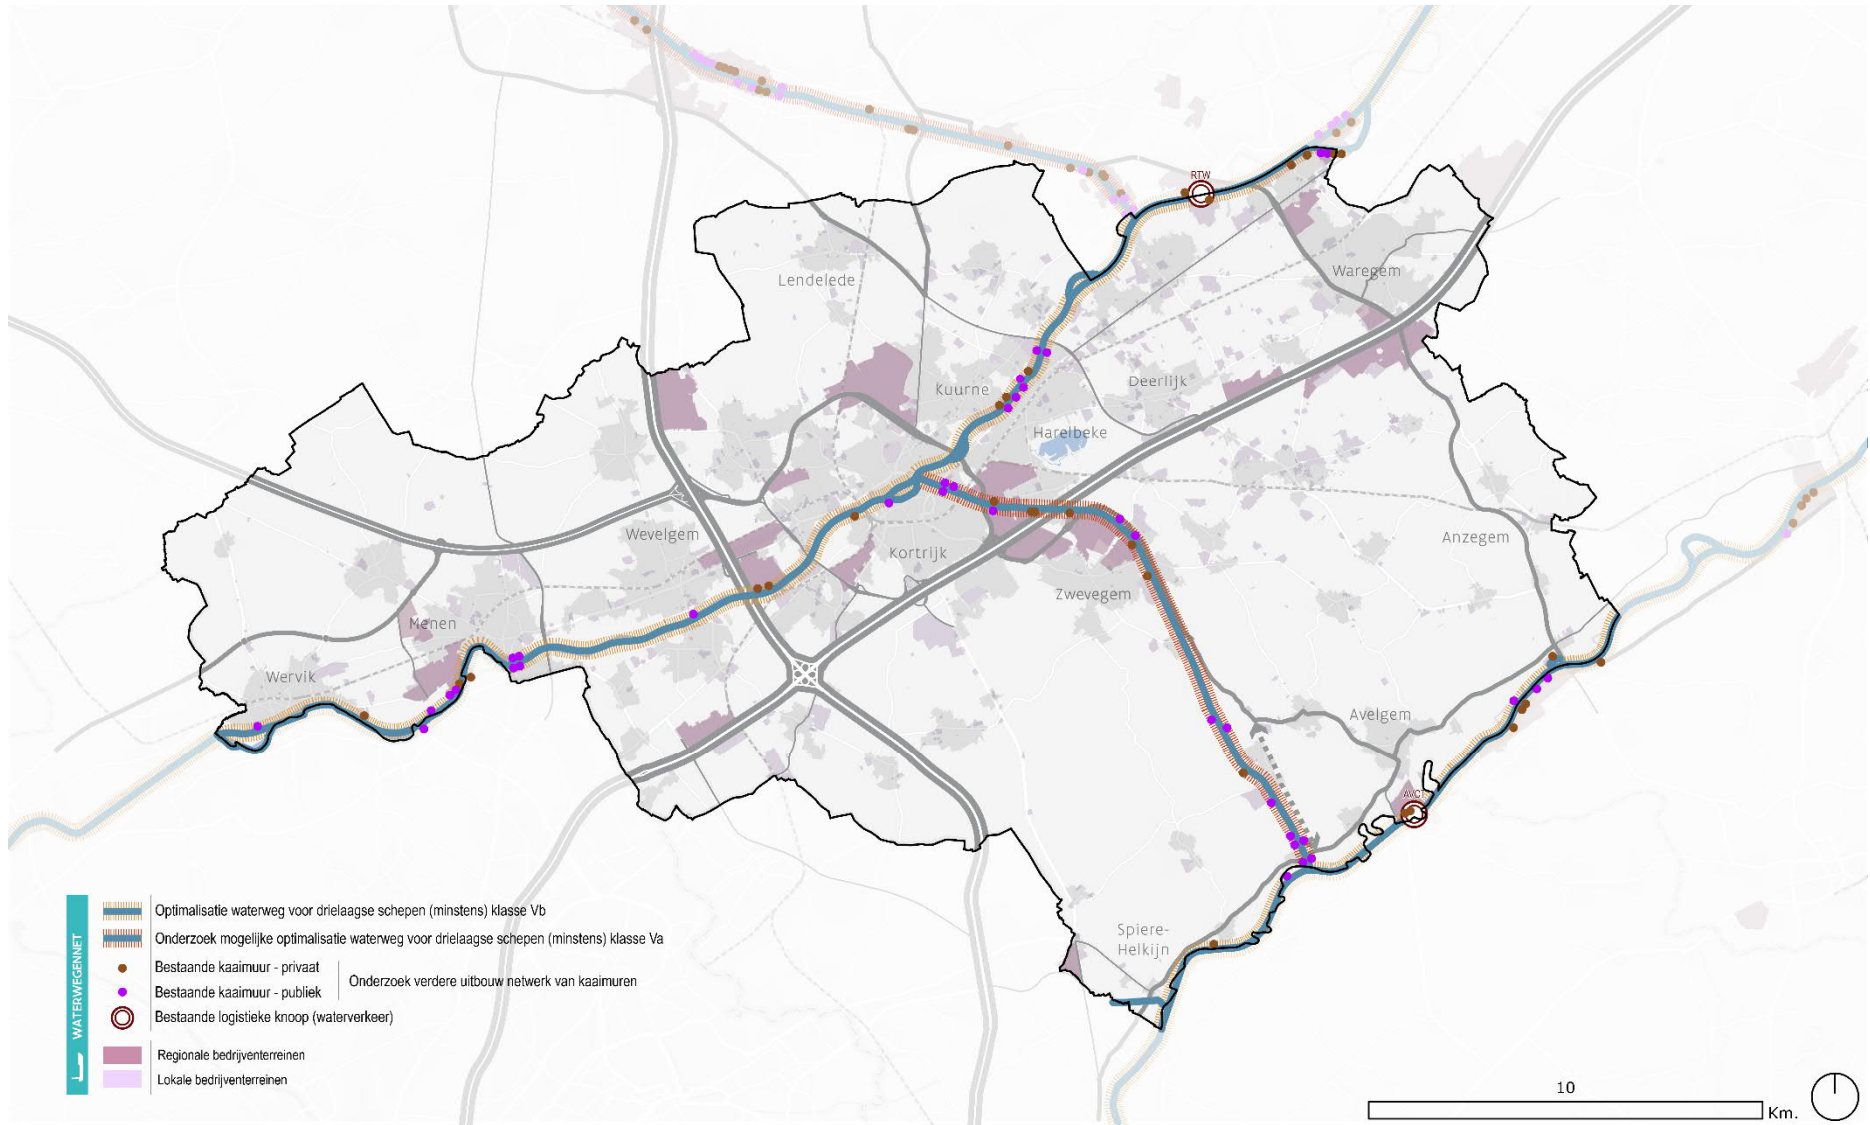 RTW
Waregem
Lendelede
Deerlijk
Kuurne
Harelbeke
Wevelgem
Kortrijk
Anzegem
Zwevegem
Menen
Wervik
Avelgem
AVCT
Spiere-
Helkijn
WATERWEGENNET
Optimalisatie waterweg voor drielaagse schepen (minstens) klasse Vb
Onderzoek mogelijke optimalisatie waterweg voor drielaagse schepen (minstens) klasse Va
Bestaande kaaimuur - privaat
Bestaande kaaimuur - publiek
Onderzoek verdere uitbouw netwerk van kaaimuren
Bestaande logistieke knoop (waterverkeer)
Regionale bedrijventerreinen
Lokale bedrijventerreinen
10
Km.